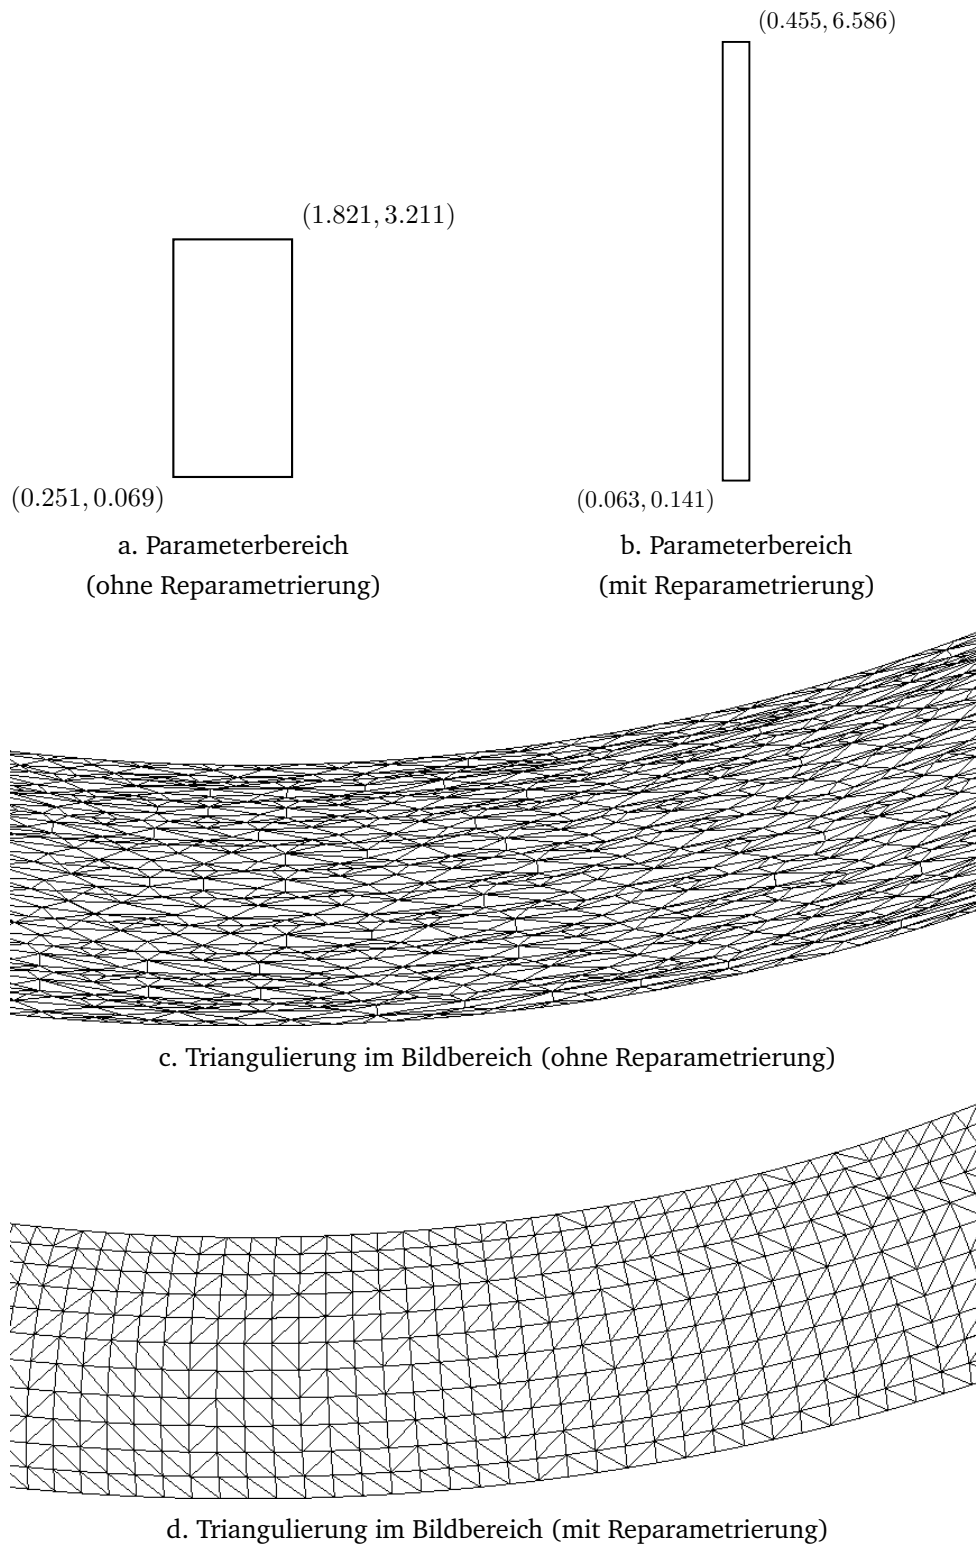 (0.455, 6.586)
(1.821, 3.211)
(0.251, 0.069)
(0.063, 0.141)
a. Parameterbereich
(ohne Reparametrierung)
b. Parameterbereich
(mit Reparametrierung)
c. Triangulierung im Bildbereich (ohne Reparametrierung)
d. Triangulierung im Bildbereich (mit Reparametrierung)